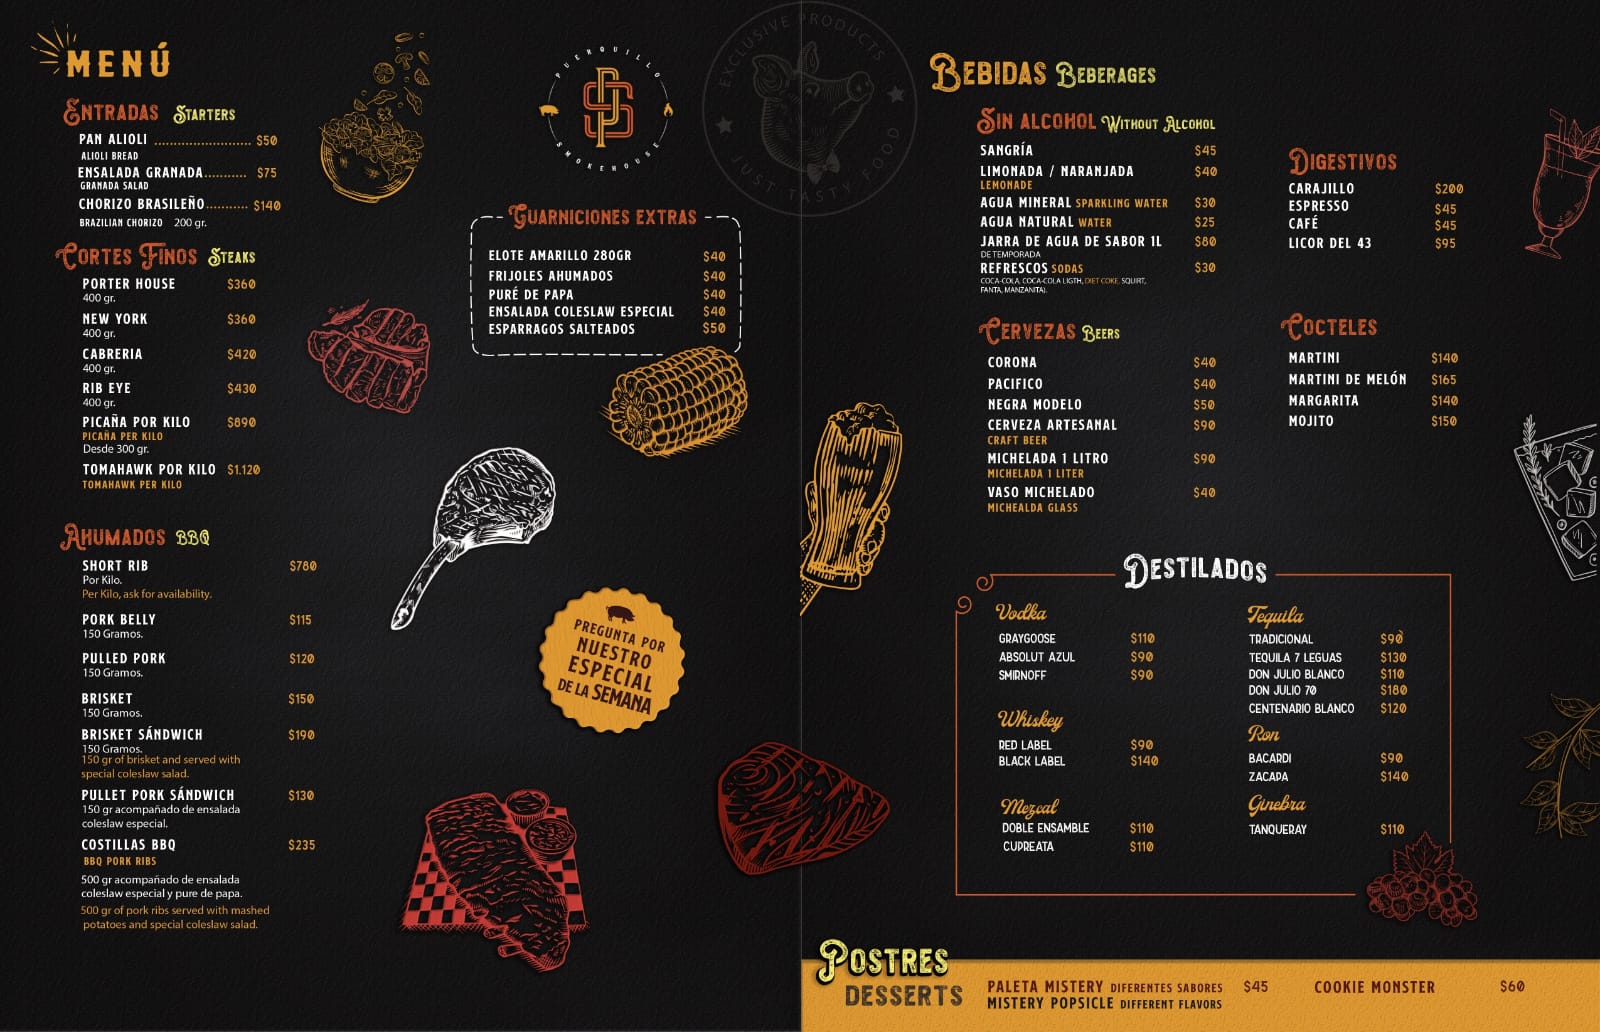 MENÚ
ENTRADAS STARTERS
PAN ALIOLI ........................ $50
ALIOLI BREAD
ENSALADA GRANADA........... $75
GRANADA SALAD
CHORIZO BRASILEÑO........... $140
BRAZILIAN CHORIZO 200 gr.
CORTES FINOS STEAKS
PORTER HOUSE $360
400 gr.
NEW YORK $360
400 gr.
CABRERIA $420
400 gr.
RIB EYE $430
400 gr.
PICAÑA POR KILO $890
PICAÑA PER KILO
Desde 300 gr.
TOMAHAWK POR KILO $1.120
TOMAHAWK PER KILO
AHUMADOS BBQ
SHORT RIB $780
Por Kilo.
Per Kilo, ask for availability.
PORK BELLY $115
150 Gramos.
PULLED PORK $120
150 Gramos.
BRISKET $150
150 Gramos.
BRISKET SÁNDWICH $190
150 Gramos.
150 gr of brisket and served with
special coleslaw salad.
PULLET PORK SÁNDWICH $130
150 gr acompañado de ensalada
coleslaw especial.
COSTILLAS BBQ $235
BBQ PORK RIBS
500 gr acompañado de ensalada
coleslaw especial y pure de papa.
500 gr of pork ribs served with mashed
potatoes and special coleslaw salad.
PUERQUILLO
PS
SMOKEHOUSE
EXCLUSIVE PRODUCTS
JUST TASTY FOOD
GUARNICIONES EXTRAS
ELOTE AMARILLO 280GR $40
FRIJOLES AHUMADOS $40
PURÉ DE PAPA $40
ENSALADA COLESLAW ESPECIAL $40
ESPARRAGOS SALTEADOS $50
PREGUNTA POR
NUESTRO
ESPECIAL
DE LA SEMANA
BEBIDAS BEBERAGES
SIN ALCOHOL WITHOUT ALCOHOL
SANGRÍA $45
LIMONADA / NARANJADA $40
LEMONADE
AGUA MINERAL SPARKLING WATER $30
AGUA NATURAL WATER $25
JARRA DE AGUA DE SABOR 1L $80
DE TEMPORADA
REFRESCOS SODAS $30
COCA-COLA, COCA-COLA LIGTH, DIET COKE, SQUIRT,
FANTA, MANZANITA).
DIGESTIVOS
CARAJILLO $200
ESPRESSO $45
CAFÉ $45
LICOR DEL 43 $95
CERVEZAS BEERS
CORONA $40
PACIFICO $40
NEGRA MODELO $50
CERVEZA ARTESANAL $90
CRAFT BEER
MICHELADA 1 LITRO $90
MICHELADA 1 LITER
VASO MICHELADO $40
MICHEALDA GLASS
COCTELES
MARTINI $140
MARTINI DE MELÓN $165
MARGARITA $140
MOJITO $150
DESTILADOS
Vodka
GRAYGOOSE $110
ABSOLUT AZUL $90
SMIRNOFF $90
Whiskey
RED LABEL $90
BLACK LABEL $140
Mezcal
DOBLE ENSAMBLE $110
CUPREATA $110
Tequila
TRADICIONAL $90
TEQUILA 7 LEGUAS $130
DON JULIO BLANCO $110
DON JULIO 70 $180
CENTENARIO BLANCO $120
Ron
BACARDI $90
ZACAPA $140
Ginebra
TANQUERAY $110
POSTRES
DESSERTS
PALETA MISTERY DIFERENTES SABORES $45
MISTERY POPSICLE DIFFERENT FLAVORS
COOKIE MONSTER $60